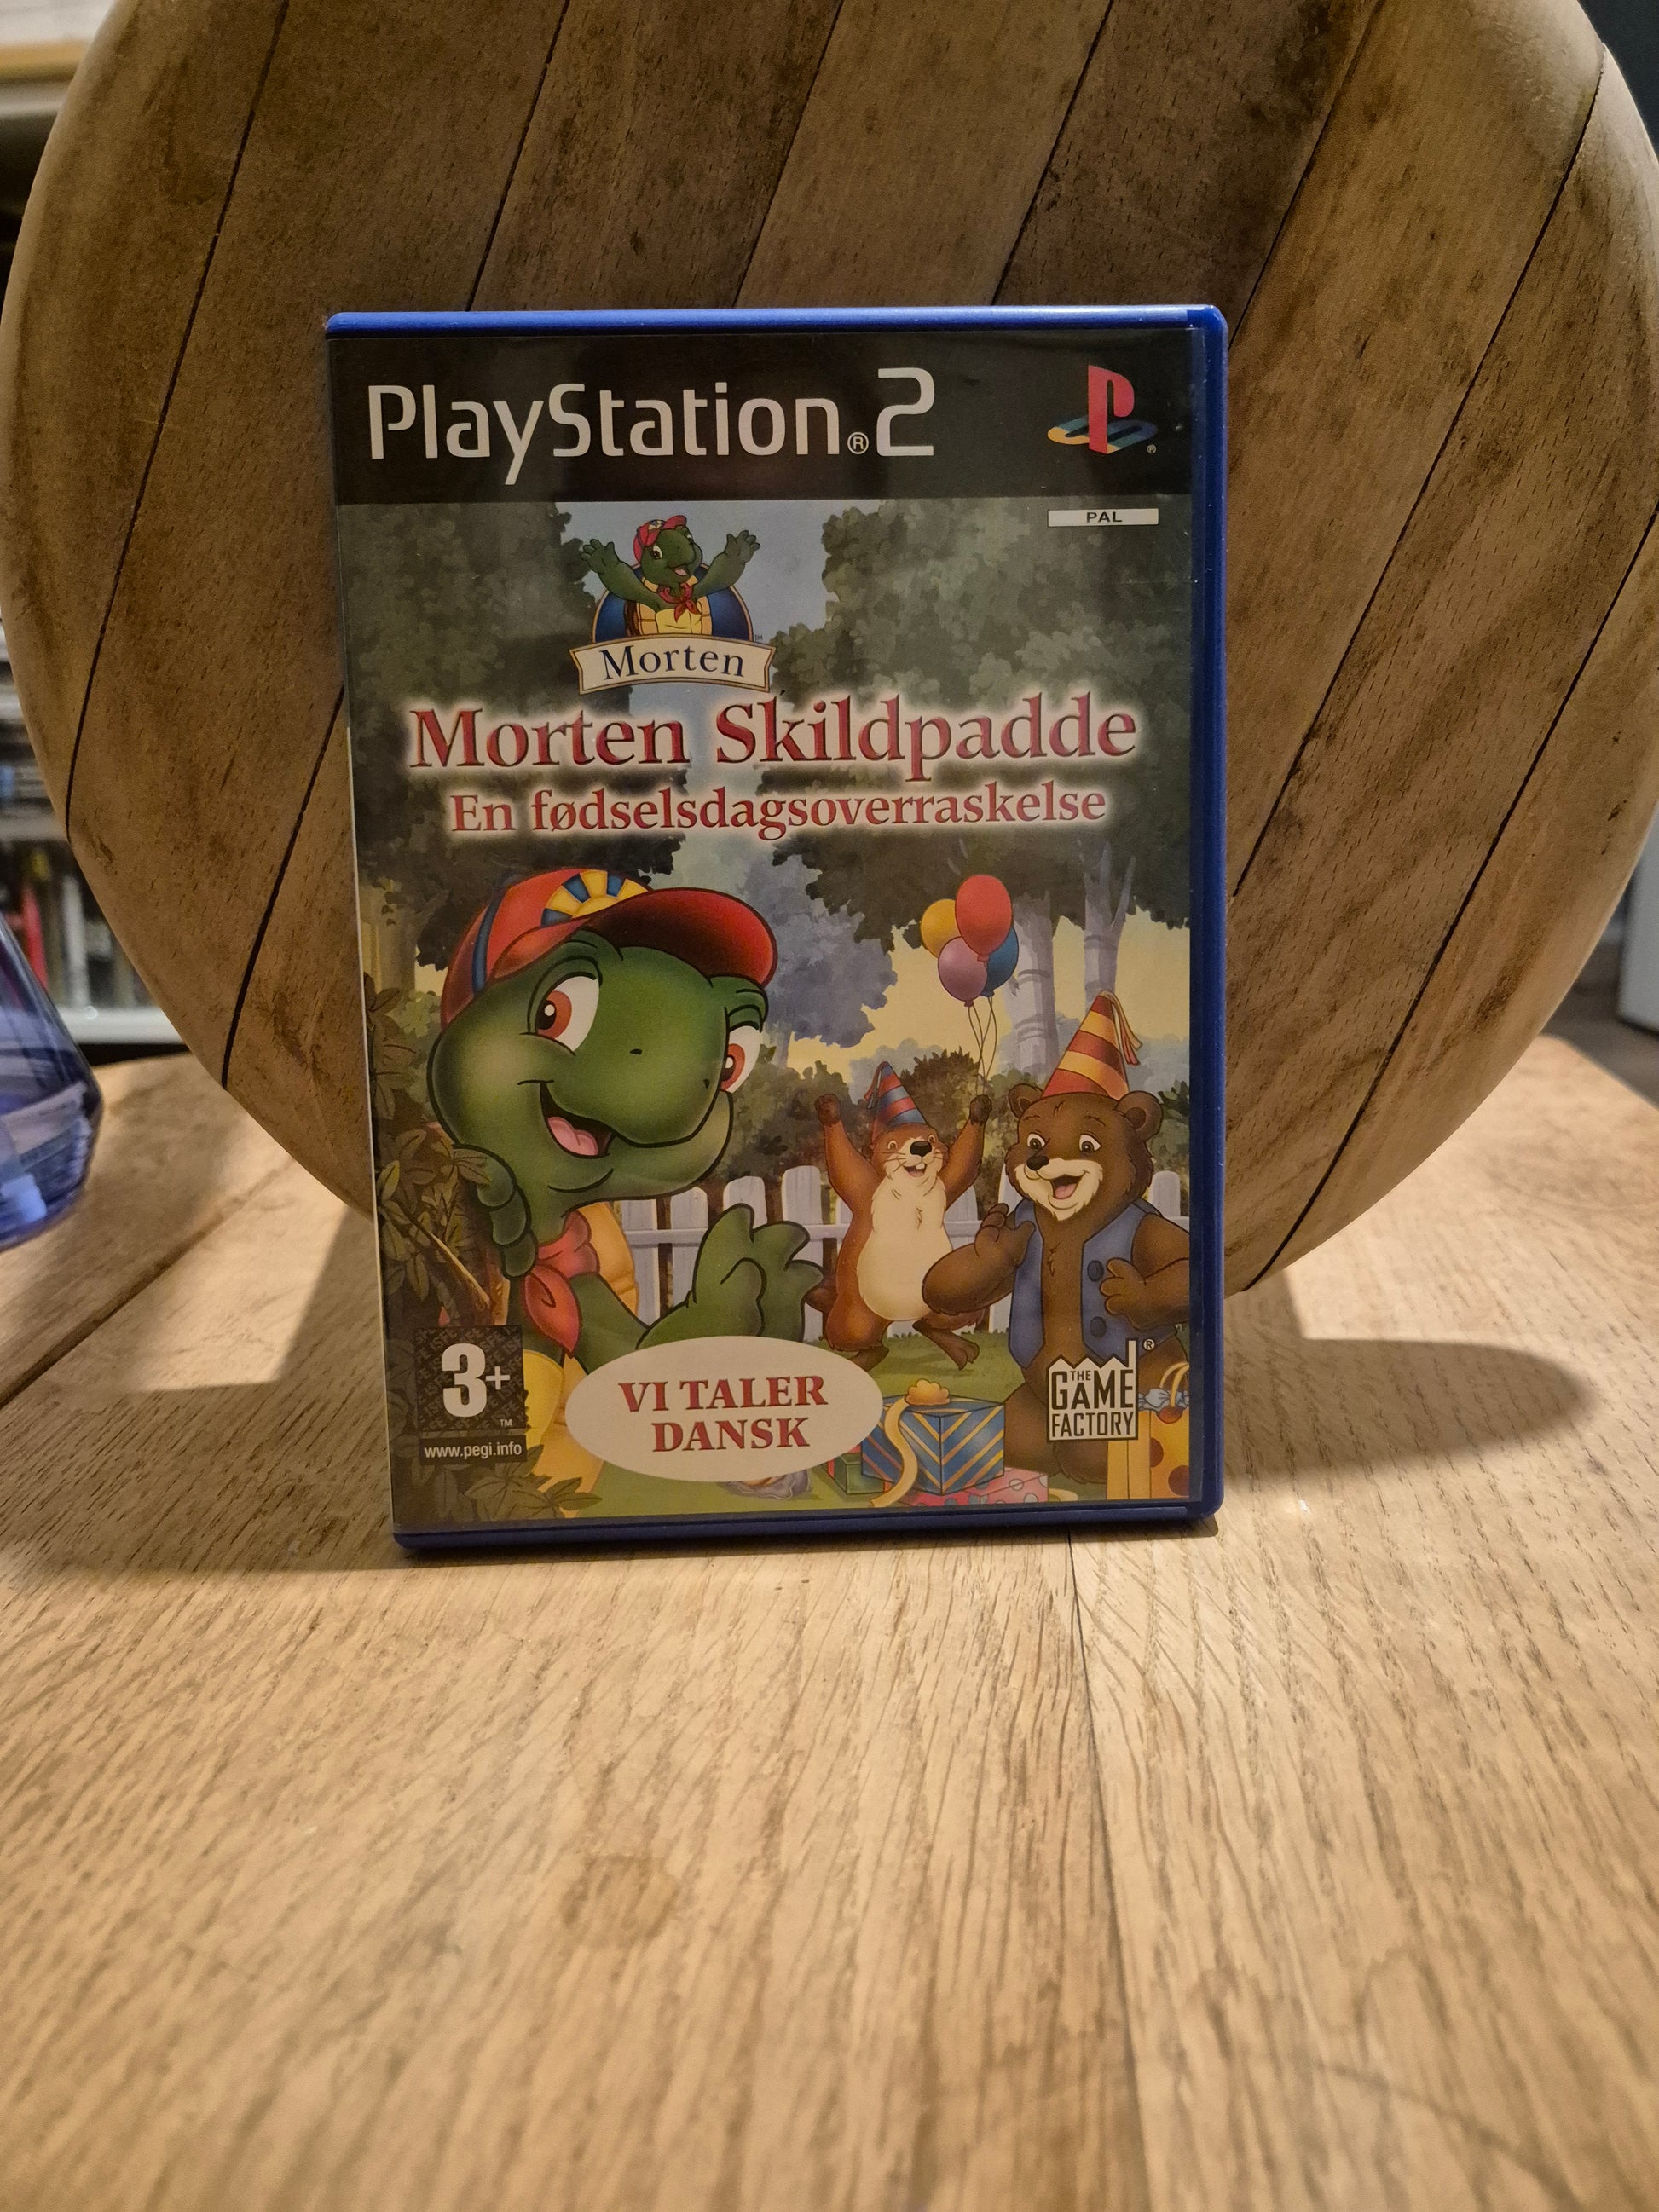 PlayStation®2
PAL
Morten
Morten Skildpadde
En fødselsdagsoverraskelse
3+
www.pegi.info
VI TALER
DANSK
THE
GAME
FACTORY